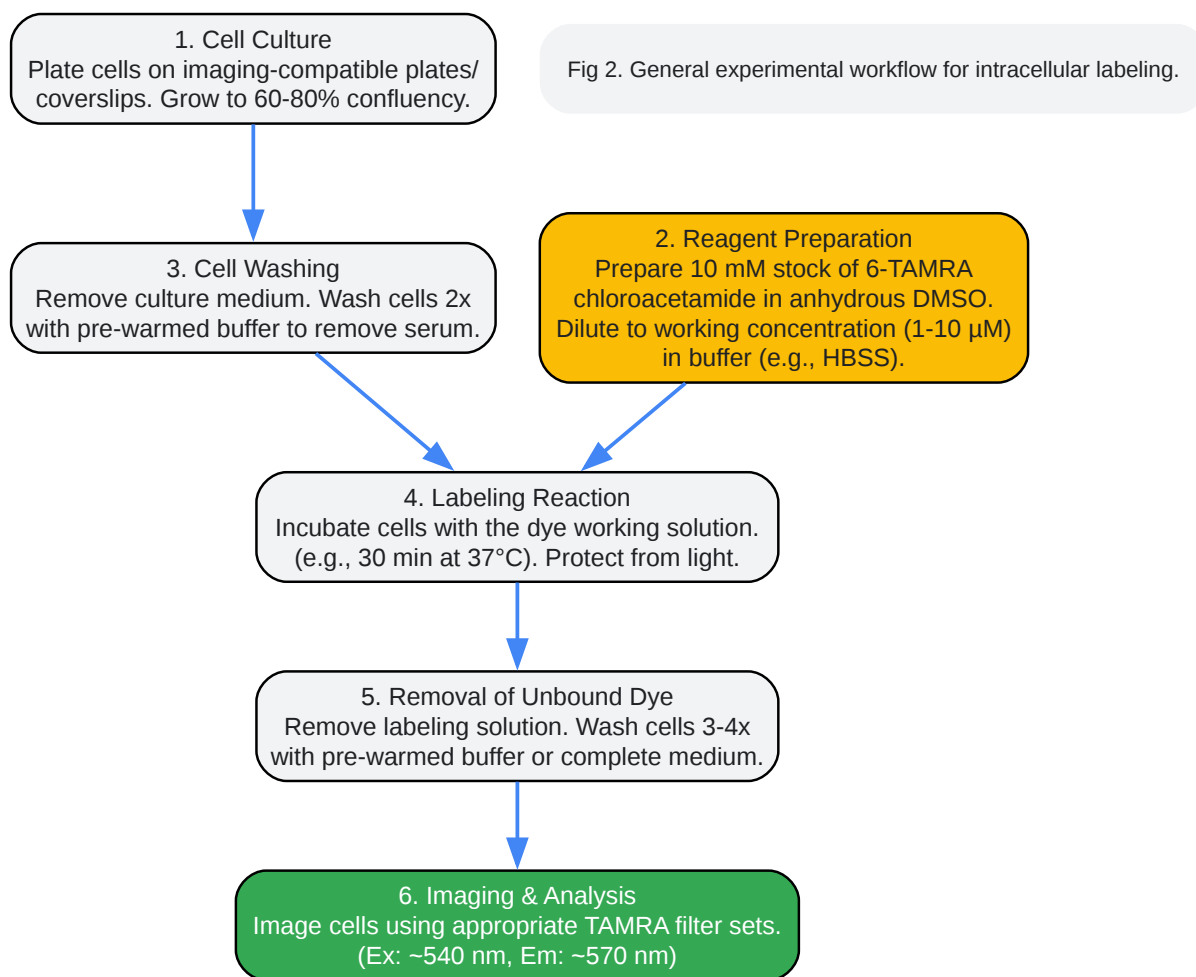 1. Cell Culture
Plate cells on imaging-compatible plates/
coverslips. Grow to 60-80% confluency.
Fig 2. General experimental workflow for intracellular labeling.
2. Reagent Preparation
Prepare 10 mM stock of 6-TAMRA
chloroacetamide in anhydrous DMSO.
Dilute to working concentration (1-10 µM)
in buffer (e.g., HBSS).
3. Cell Washing
Remove culture medium. Wash cells 2x
with pre-warmed buffer to remove serum.
4. Labeling Reaction
Incubate cells with the dye working solution.
(e.g., 30 min at 37°C). Protect from light.
5. Removal of Unbound Dye
Remove labeling solution. Wash cells 3-4x
with pre-warmed buffer or complete medium.
6. Imaging & Analysis
Image cells using appropriate TAMRA filter sets.
(Ex: ~540 nm, Em: ~570 nm)